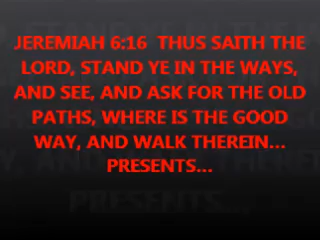 JEREMIAH 6:16  THUS SAITH THE
LORD, STAND YE IN THE WAYS,
AND SEE, AND ASK FOR THE OLD
PATHS, WHERE IS THE GOOD
WAY, AND WALK THEREIN...
PRESENTS...